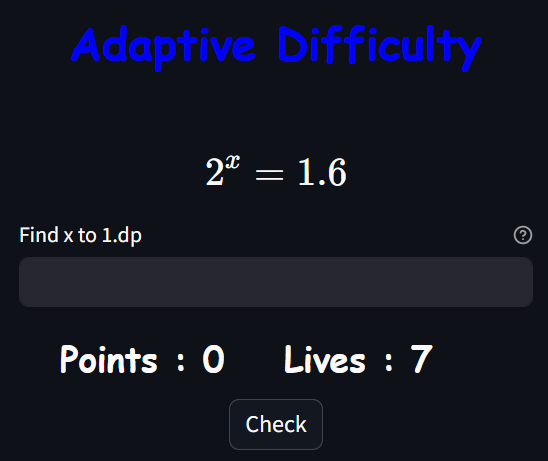 Adaptive Difficulty
2^x = 1.6
Find x to 1.dp
?
Points : 0 Lives : 7
Check